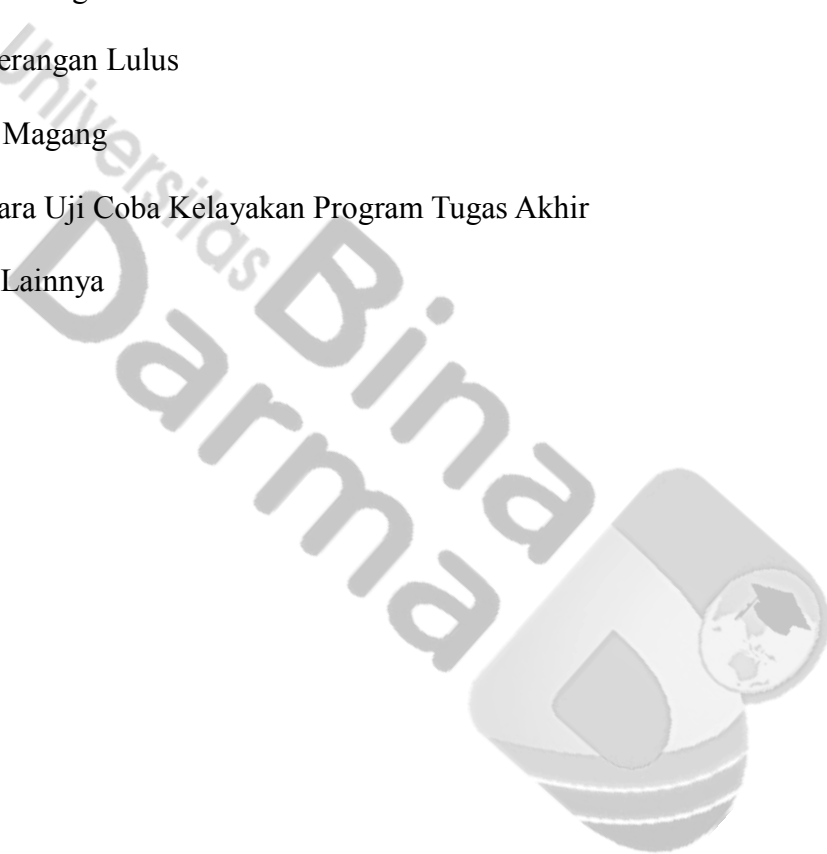 erangan Lulus
Magang
ara Uji Coba Kelayakan Program Tugas Akhir
Lainnya
Universitas
Bina
Darma